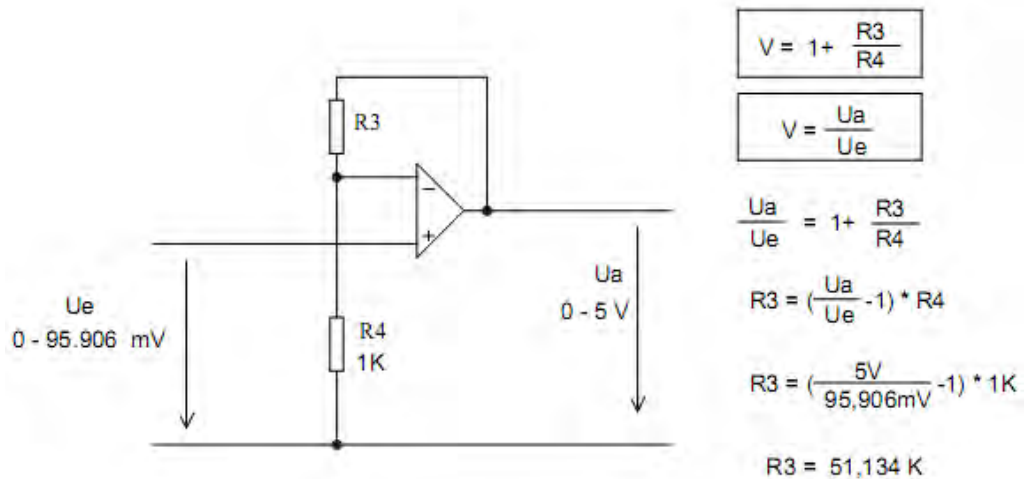 R3
−
+
Ue
0 - 95.906 mV
R4
1K
Ua
0 - 5 V
V = 1+ R3
R4
V = Ua
Ue
Ua
Ue = 1+ R3
R4
R3 = (Ua
Ue -1) * R4
R3 = (5V
95,906mV -1) * 1K
R3 = 51,134 K